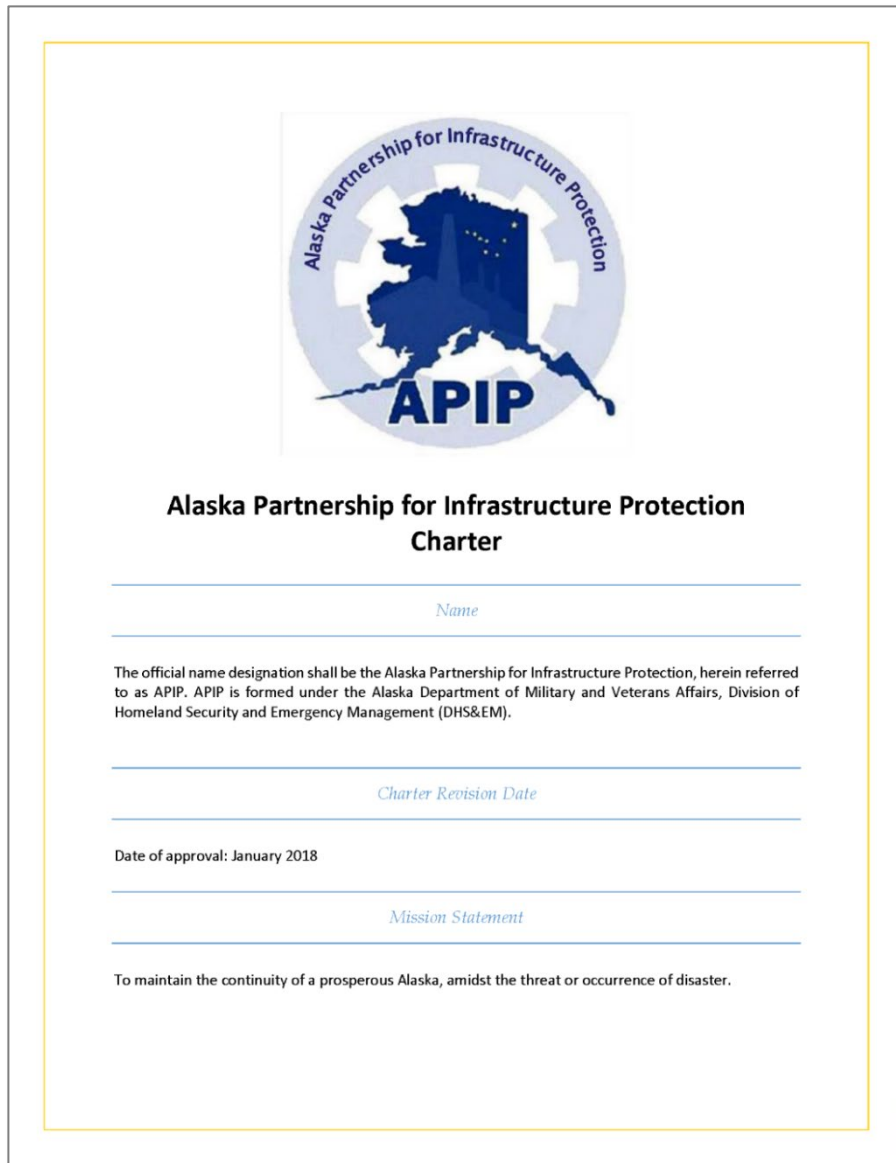 Alaska Partnership for Infrastructure Protection
APIP
Alaska Partnership for Infrastructure Protection
Charter
Name
The official name designation shall be the Alaska Partnership for Infrastructure Protection, herein referred
to as APIP. APIP is formed under the Alaska Department of Military and Veterans Affairs, Division of
Homeland Security and Emergency Management (DHS&EM).
Charter Revision Date
Date of approval: January 2018
Mission Statement
To maintain the continuity of a prosperous Alaska, amidst the threat or occurrence of disaster.